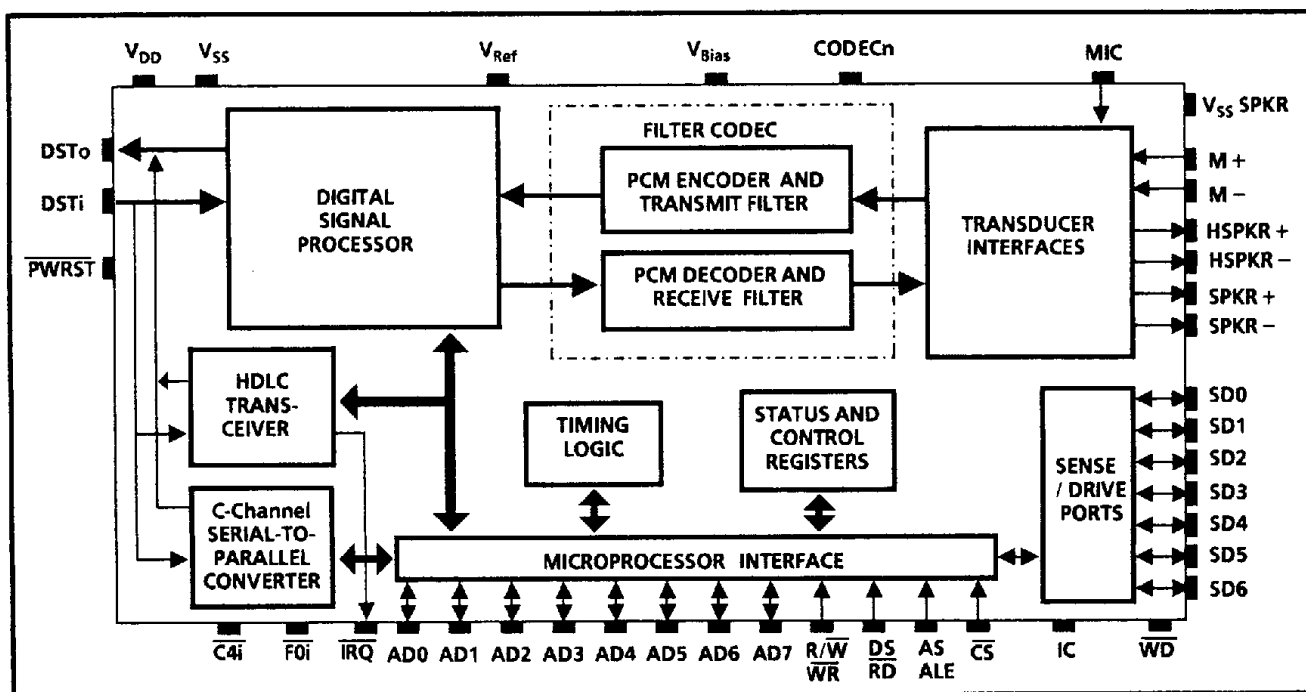 VDD VSS VRef VBias CODECn MIC
VSS SPKR
DSTo
DSTi
PWRST
DIGITAL
SIGNAL
PROCESSOR
FILTER CODEC
PCM ENCODER AND
TRANSMIT FILTER
PCM DECODER AND
RECEIVE FILTER
TRANSDUCER
INTERFACES
M +
M –
HSPKR +
HSPKR –
SPKR +
SPKR –
HDLC
TRANS-
CEIVER
TIMING
LOGIC
STATUS AND
CONTROL
REGISTERS
SENSE
/ DRIVE
PORTS
SD0
SD1
SD2
SD3
SD4
SD5
SD6
C-Channel
SERIAL-TO-
PARALLEL
CONVERTER
MICROPROCESSOR INTERFACE
C4i F0i IRQ AD0 AD1 AD2 AD3 AD4 AD5 AD6 AD7 R/W DS AS CS IC WD
WR RD ALE